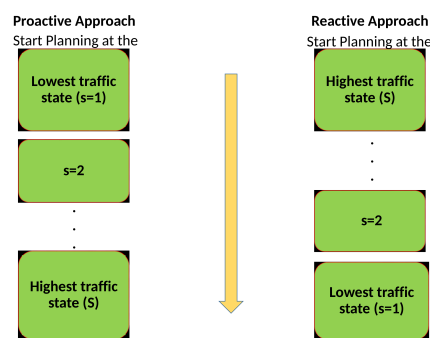 Proactive Approach
Start Planning at the
Lowest traffic
state (s=1)
s=2
Highest traffic
state (S)
Reactive Approach
Start Planning at the
Highest traffic
state (S)
s=2
Lowest traffic
state (s=1)